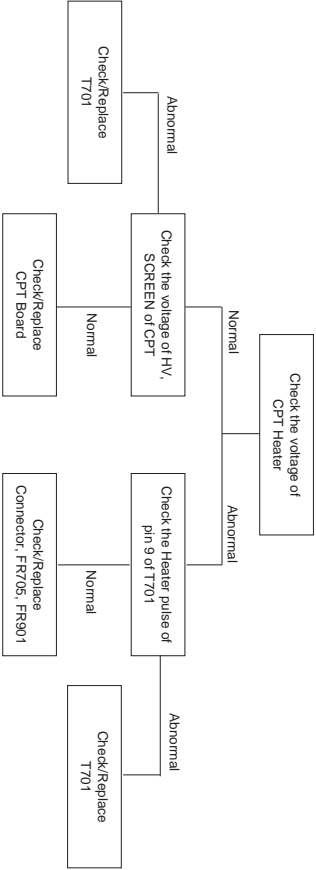 Check the voltage of
CPT Heater
Normal
Abnormal
Check the voltage of HV,
SCREEN of CPT
Check the Heater pulse of
pin 9 of T701
Abnormal
Normal
Normal
Abnormal
Check/Replace
T701
Check/Replace
CPT Board
Check/Replace
Connector, FR705, FR901
Check/Replace
T701